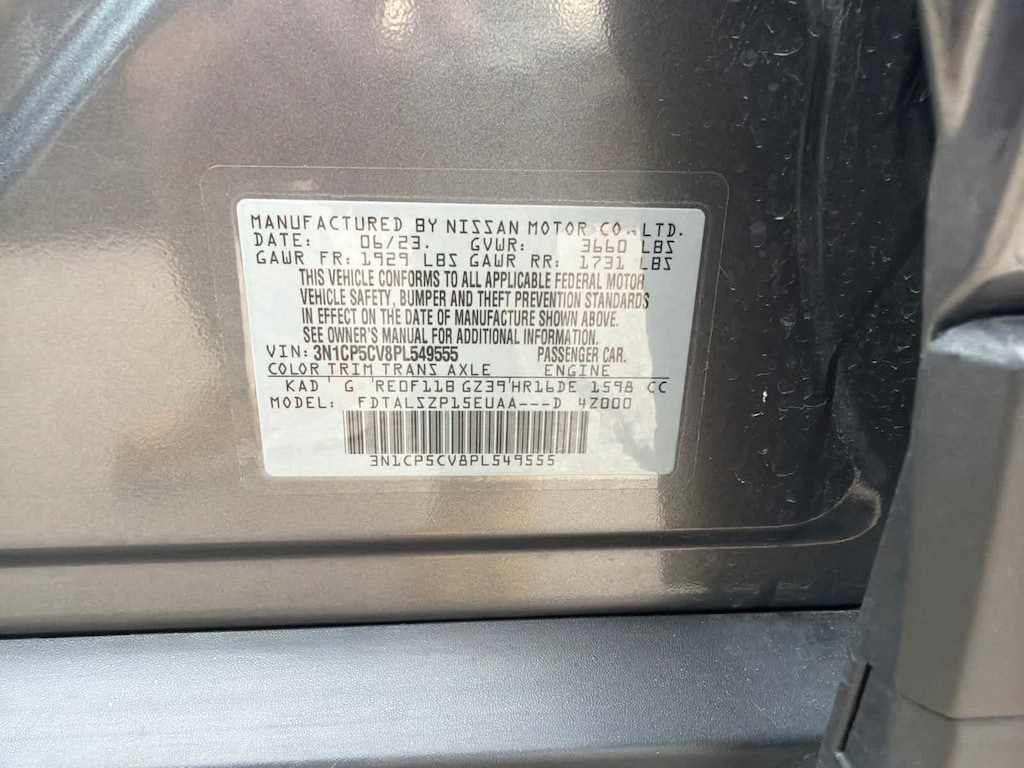 MANUFACTURED BY NISSAN MOTOR CO., LTD.
DATE: 06/23. GVWR: 3660 LBS
GAWR FR: 1929 LBS GAWR RR: 1731 LBS
THIS VEHICLE CONFORMS TO ALL APPLICABLE FEDERAL MOTOR
VEHICLE SAFETY, BUMPER AND THEFT PREVENTION STANDARDS
IN EFFECT ON THE DATE OF MANUFACTURE SHOWN ABOVE.
SEE OWNER'S MANUAL FOR ADDITIONAL INFORMATION.
VIN: 3N1CP5CV8PL549555 PASSENGER CAR.
COLOR TRIM TRANS AXLE ENGINE
KAD G RE0F11B GZ39 HR16DE 1598 CC
MODEL: FDTALSZP15EUAA---D 4Z000
3N1CP5CV8PL549555